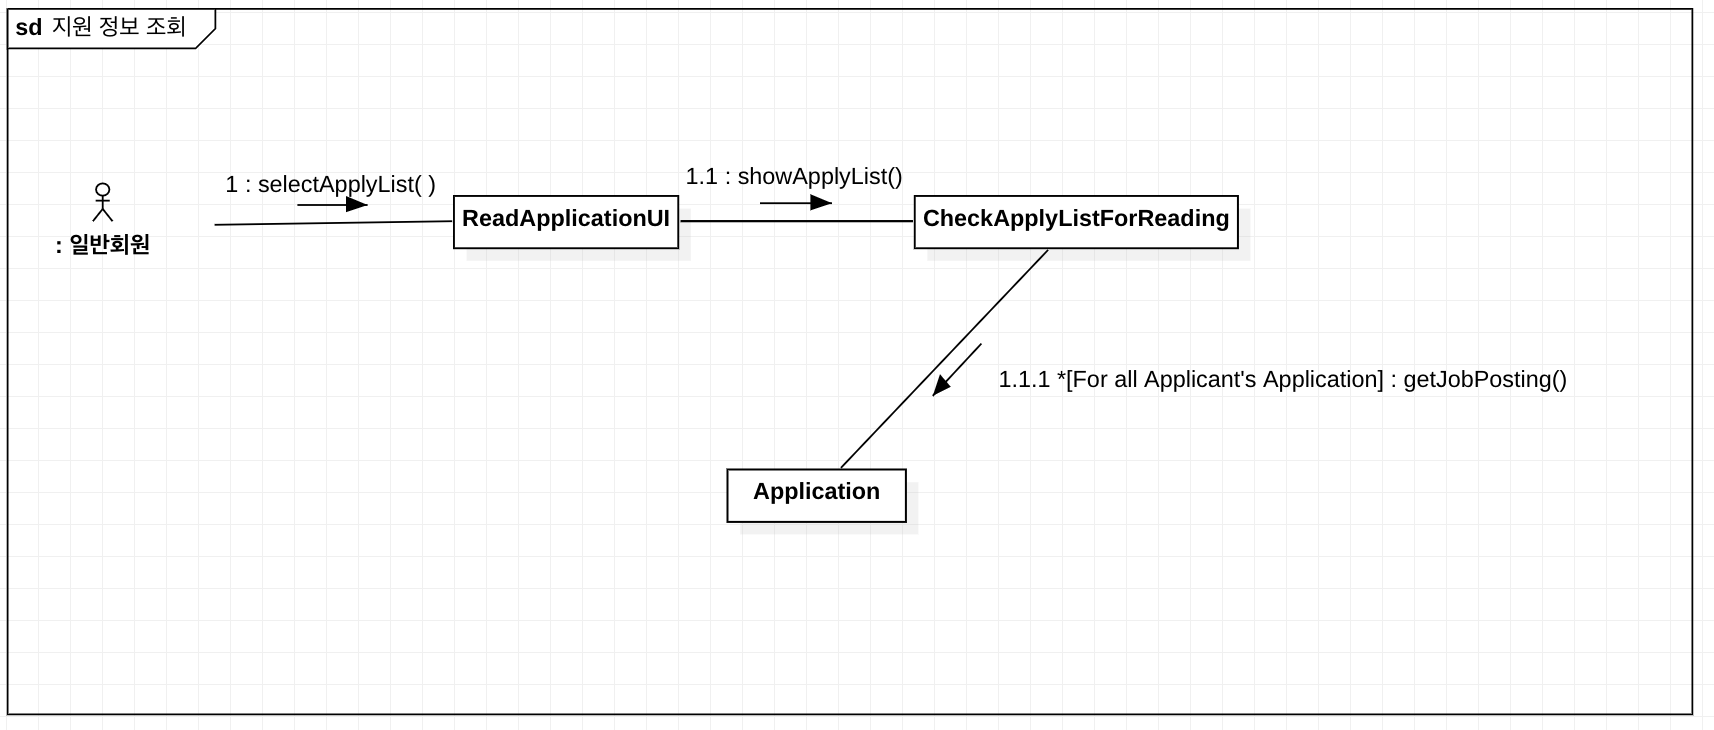 sd 지원 정보 조회
1 : selectApplyList( )
1.1 : showApplyList()
: 일반회원
ReadApplicationUI
CheckApplyListForReading
1.1.1 *[For all Applicant's Application] : getJobPosting()
Application